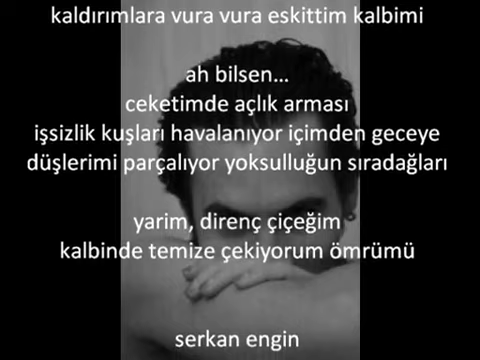 kaldırımlara vura vura eskittim kalbimi
ah bilsen...
ceketimde açlık arması
işsizlik kuşları havalanıyor içimden geceye
düşlerimi parçalıyor yoksulluğun sıradağları
yarim, direnç çiçeğim
kalbinde temize çekiyorum ömrümü
serkan engin